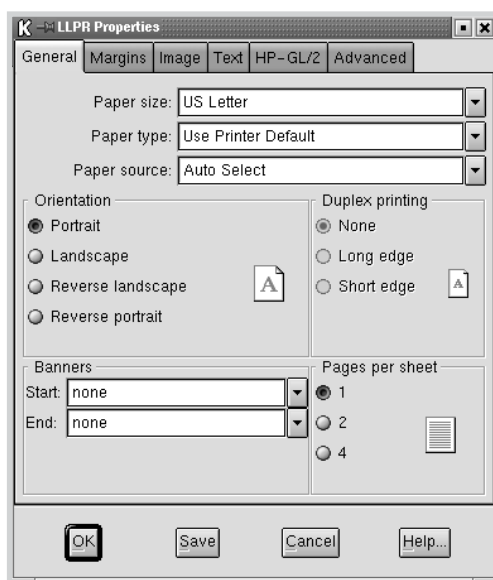 K LLPR Properties
General Margins Image Text HP-GL/2 Advanced
Paper size: US Letter
Paper type: Use Printer Default
Paper source: Auto Select
Orientation
Portrait
Landscape
Reverse landscape
Reverse portrait
A
Duplex printing
None
Long edge
Short edge
A
Banners
Start: none
End: none
Pages per sheet
1
2
4
OK Save Cancel Help...